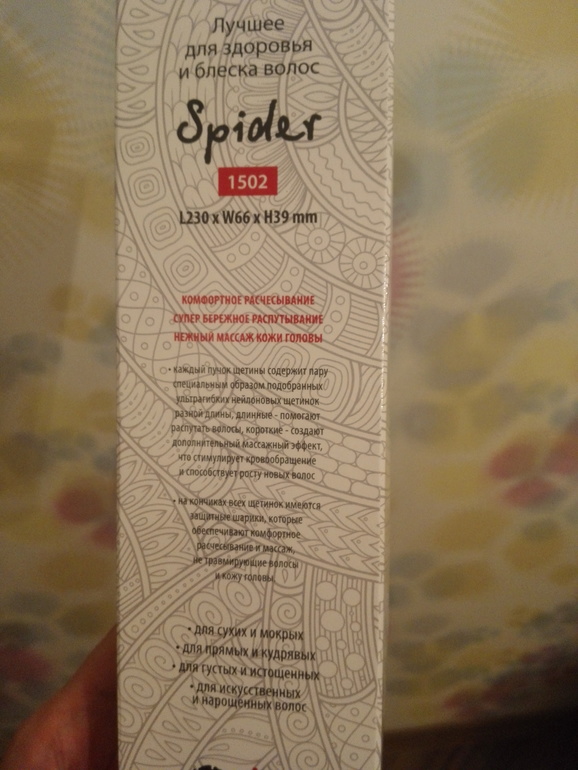 Лучшее
для здоровья
и блеска волос
Spider
1502
L230 x W66 x H39 mm
КОМФОРТНОЕ РАСЧЕСЫВАНИЕ
СУПЕР БЕРЕЖНОЕ РАСПУТЫВАНИЕ
НЕЖНЫЙ МАССАЖ КОЖИ ГОЛОВЫ
• каждый пучок щетины содержит пару
специальным образом подобранных
ультрагибких нейлоновых щетинок
разной длины, длинные - помогают
распутать волосы, короткие - создают
дополнительный массажный эффект,
что стимулирует кровообращение
и способствует росту новых волос
• на кончиках всех щетинок имеются
защитные шарики, которые
обеспечивают комфортное
расчесывание и массаж,
не травмирующие волосы
и кожу головы
• для сухих и мокрых
• для прямых и кудрявых
• для густых и истощенных
• для искусственных
и нарощенных волос